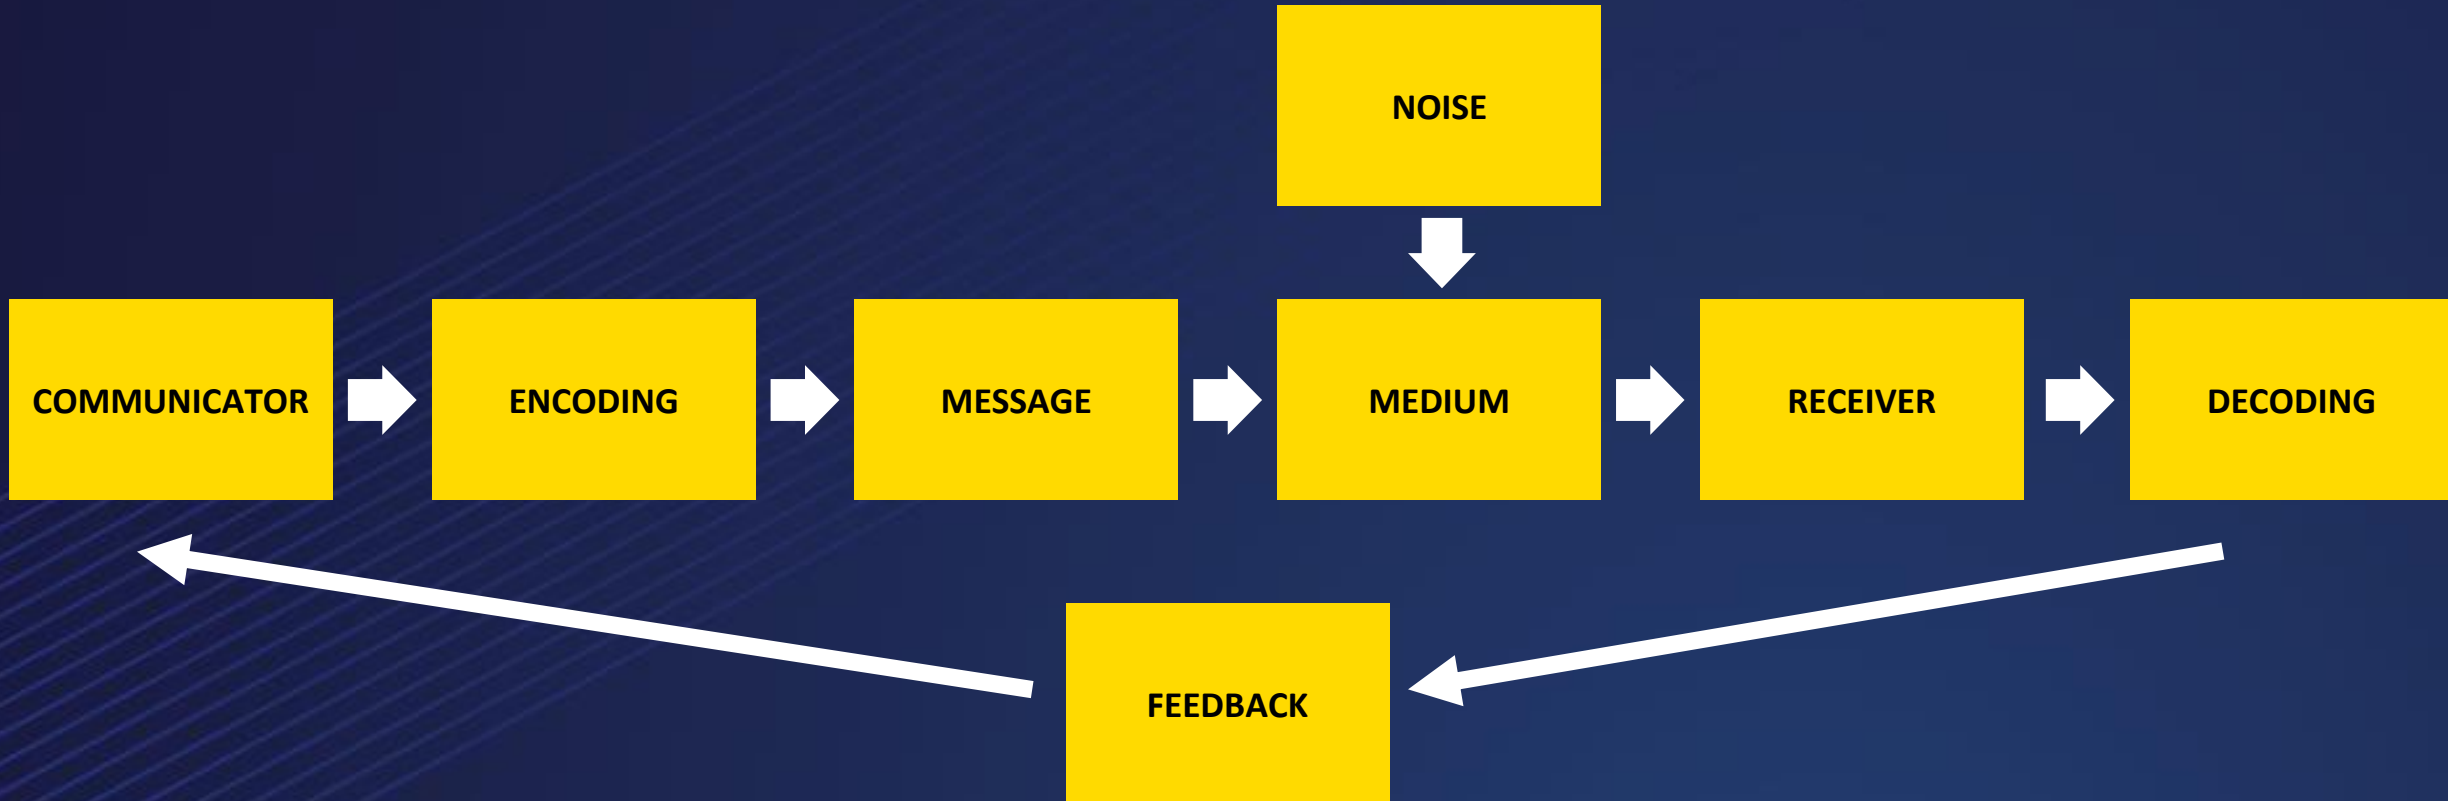 NOISE
COMMUNICATOR
ENCODING
MESSAGE
MEDIUM
RECEIVER
DECODING
FEEDBACK